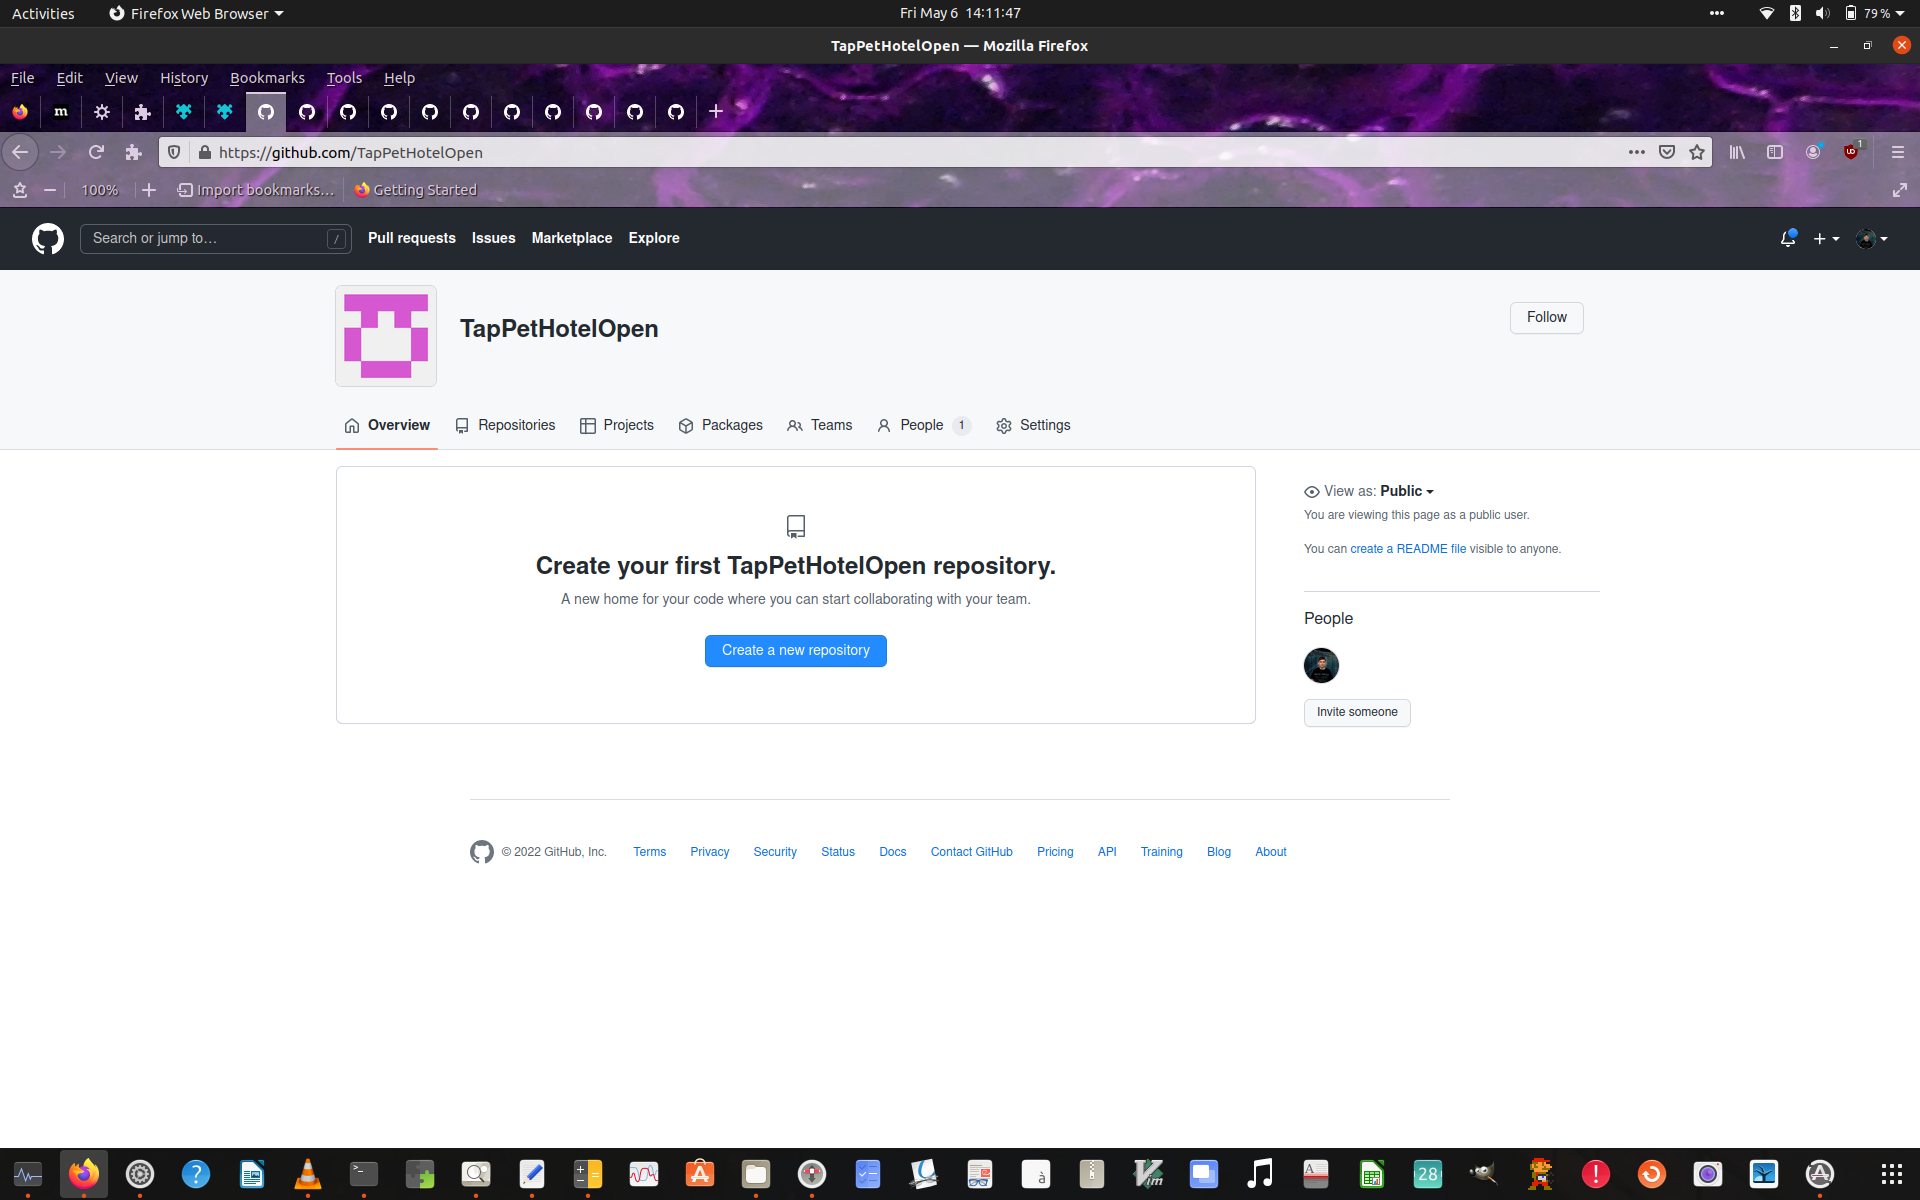 Activities Firefox Web Browser Fri May 6 14:11:47 79 %
TapPetHotelOpen — Mozilla Firefox
File Edit View History Bookmarks Tools Help
m
https://github.com/TapPetHotelOpen 1
100% Import bookmarks... Getting Started
Search or jump to... / Pull requests Issues Marketplace Explore
TapPetHotelOpen
Follow
Overview Repositories Projects Packages Teams People 1 Settings
View as: Public
You are viewing this page as a public user.
You can create a README file visible to anyone.
Create your first TapPetHotelOpen repository.
A new home for your code where you can start collaborating with your team.
Create a new repository
People
Invite someone
© 2022 GitHub, Inc. Terms Privacy Security Status Docs Contact GitHub Pricing API Training Blog About
>_ ? à Vim A 28 !